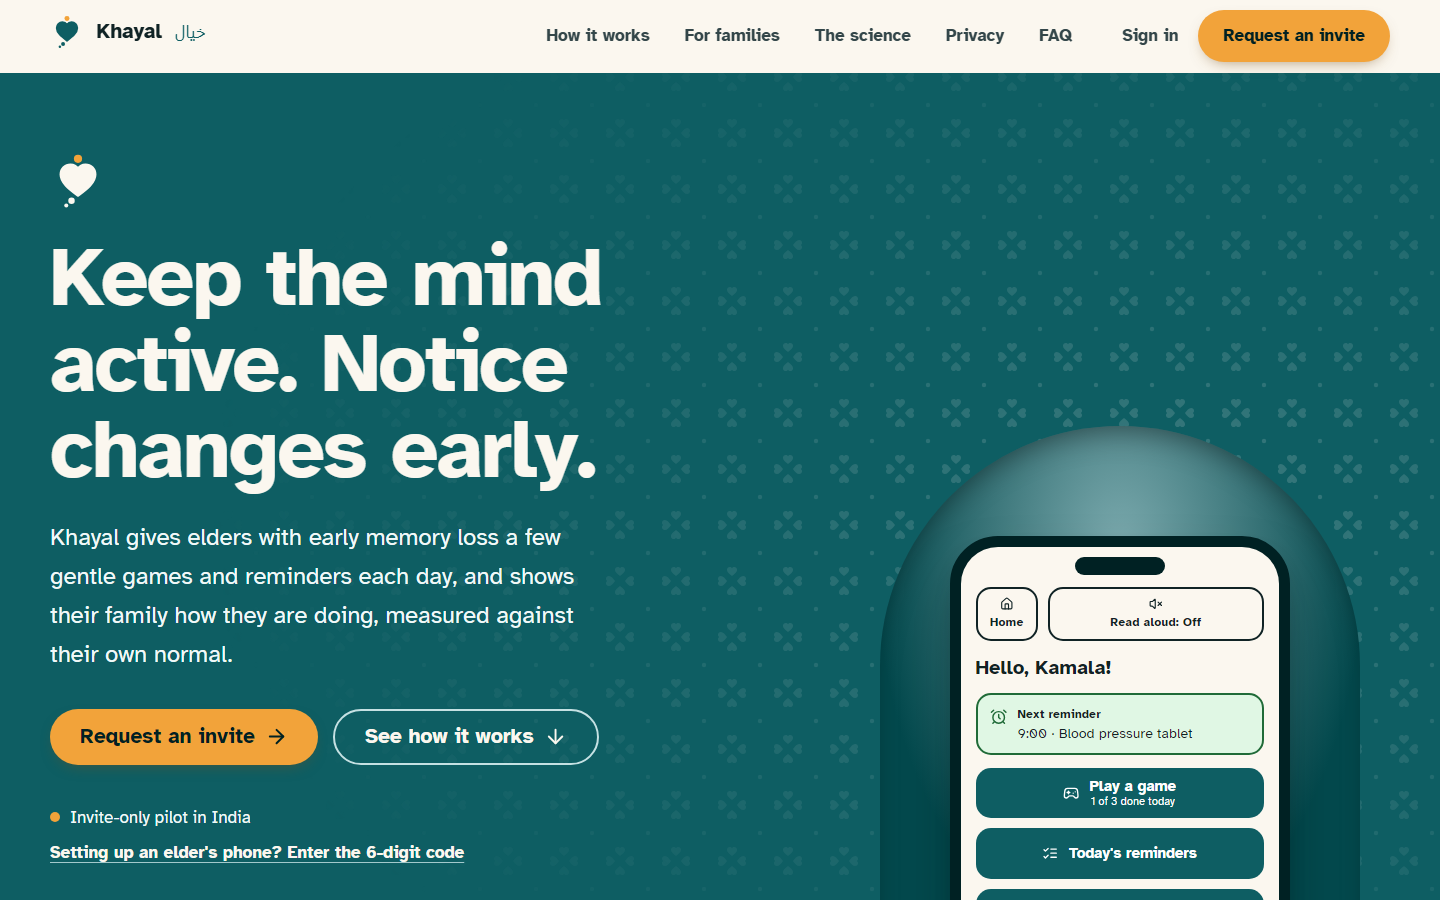 Khayal خيال
How it works
For families
The science
Privacy
FAQ
Sign in
Request an invite
Keep the mind
active. Notice
changes early.
Khayal gives elders with early memory loss a few
gentle games and reminders each day, and shows
their family how they are doing, measured against
their own normal.
Request an invite
See how it works
Invite-only pilot in India
Setting up an elder's phone? Enter the 6-digit code
Home
Read aloud: Off
Hello, Kamala!
Next reminder
9:00 · Blood pressure tablet
Play a game
1 of 3 done today
Today's reminders